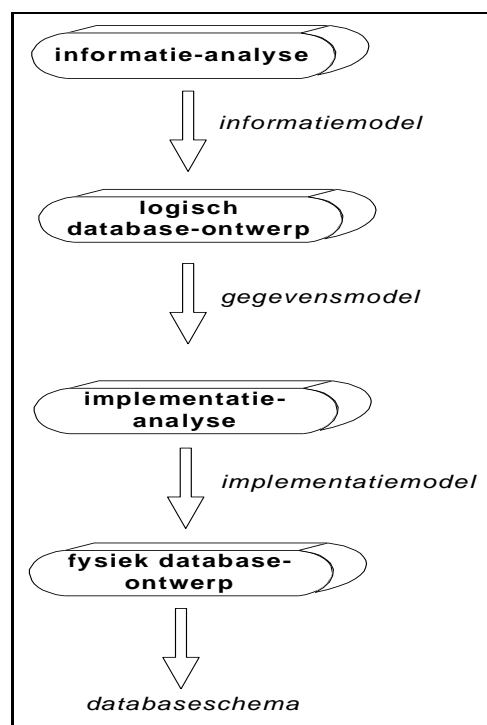 informatie-analyse
informatiemodel
logisch
database-ontwerp
gegevensmodel
implementatie-
analyse
implementatiemodel
fysiek database-
ontwerp
databaseschema